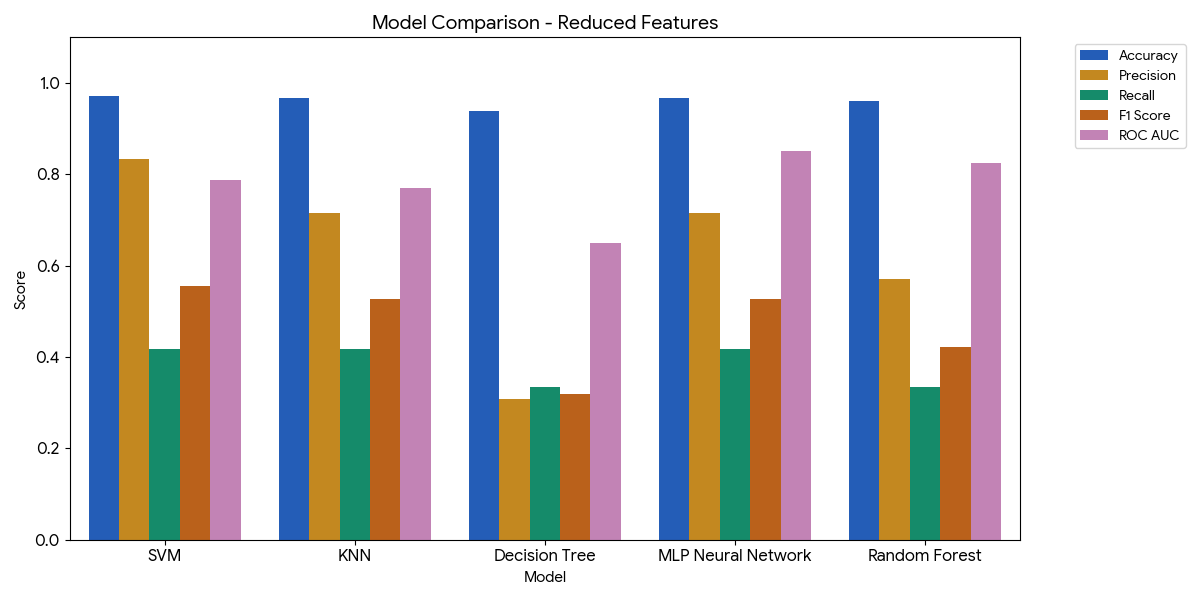 Model Comparison - Reduced Features
Accuracy
Precision
Recall
F1 Score
ROC AUC
1.0
0.8
0.6
0.4
0.2
0.0
Score
SVM
KNN
Decision Tree
MLP Neural Network
Random Forest
Model